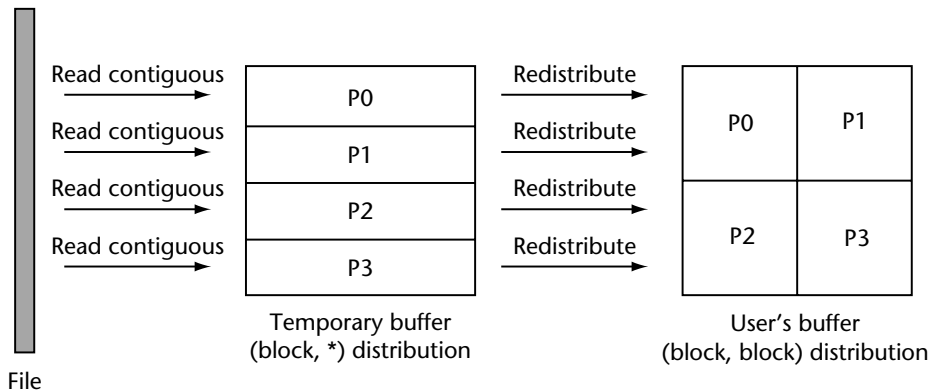 Read contiguous
Redistribute
P0
P0
P1
Read contiguous
Redistribute
P1
Read contiguous
Redistribute
P2
P2
P3
Read contiguous
Redistribute
P3
Temporary buffer
(block, *) distribution
User's buffer
(block, block) distribution
File